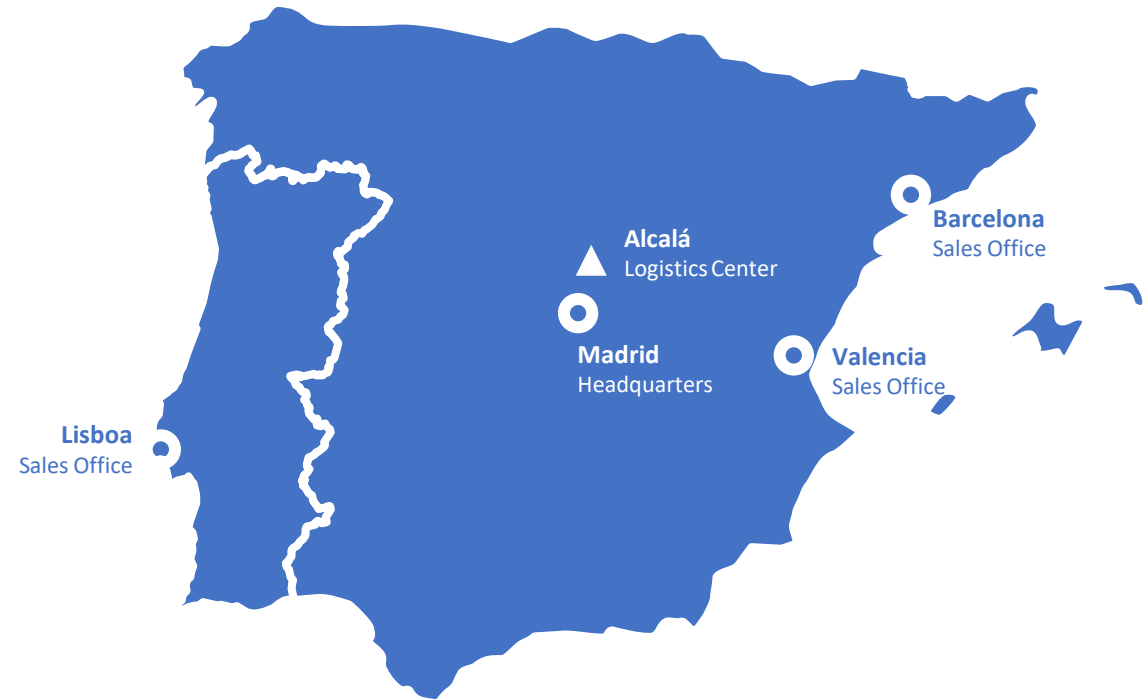 Alcalá
Logistics Center
Barcelona
Sales Office
Madrid
Headquarters
Valencia
Sales Office
Lisboa
Sales Office